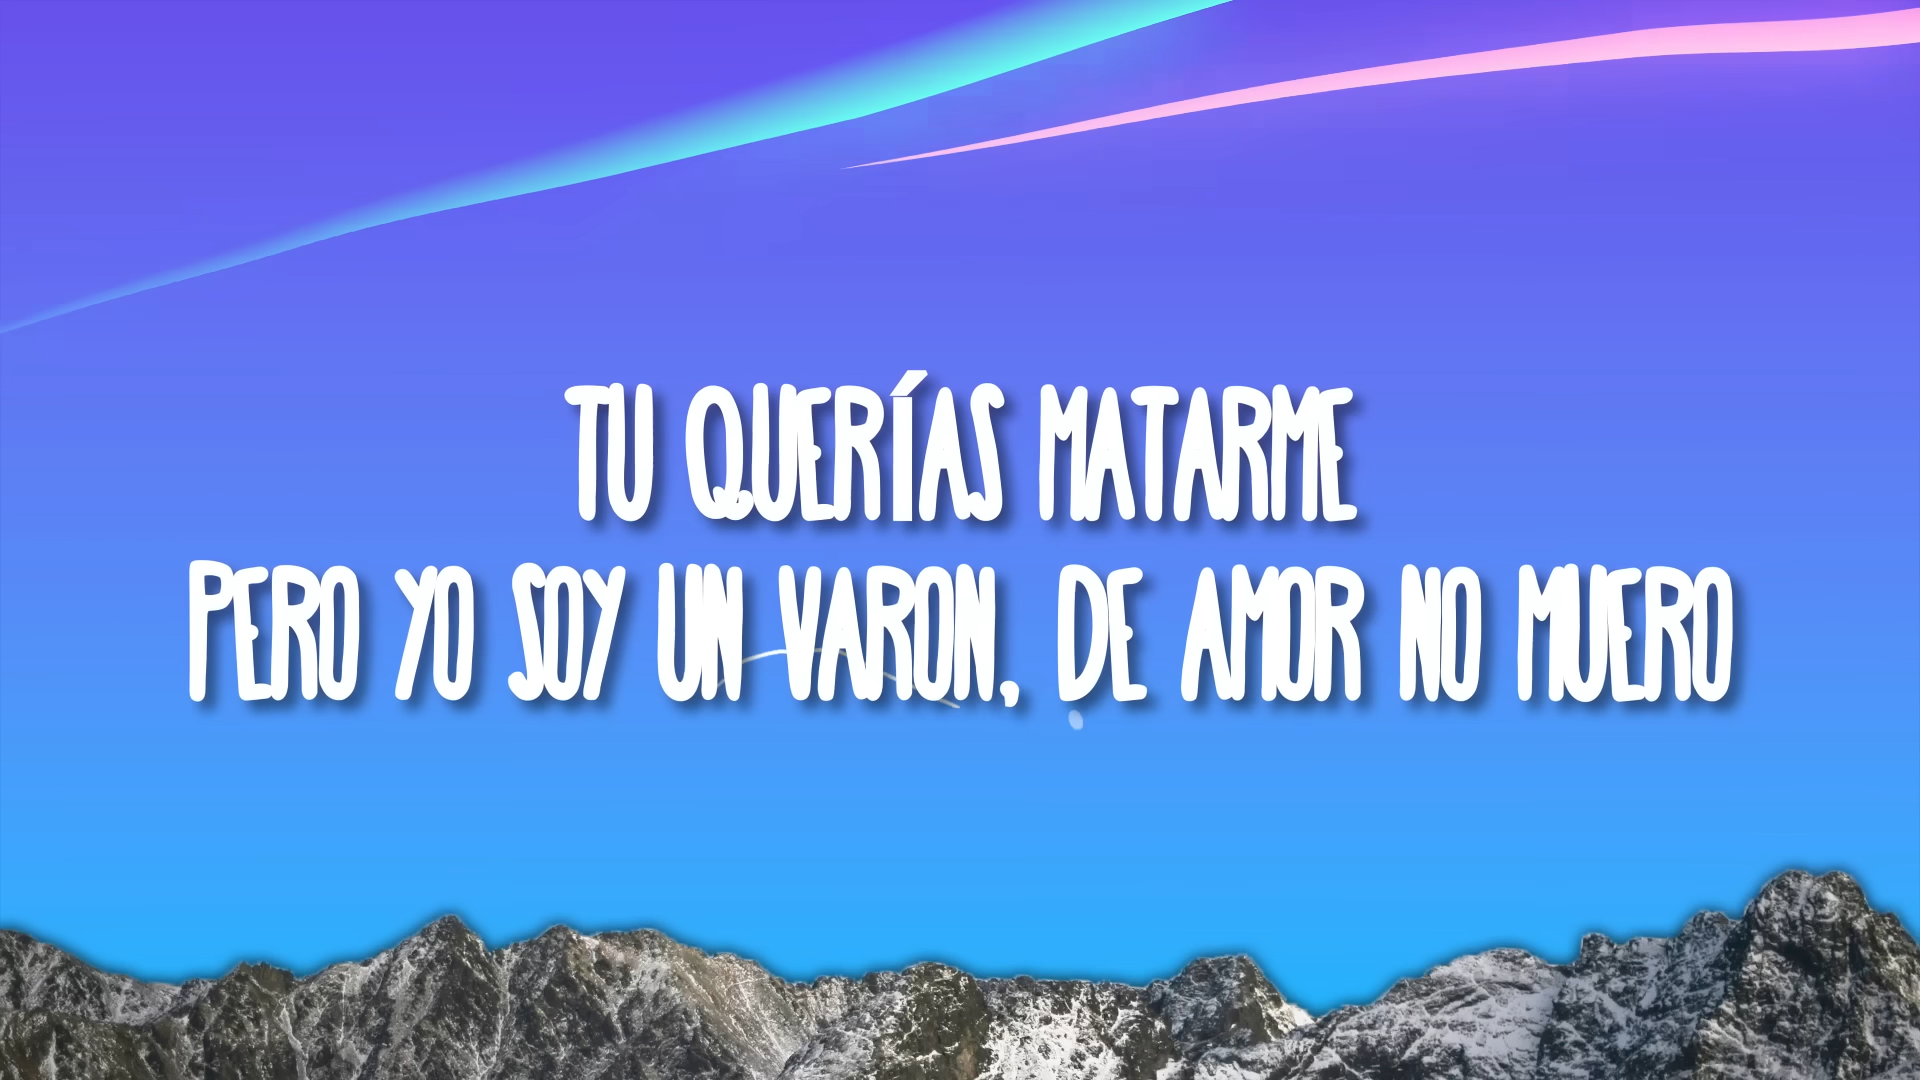 TU QUERÍAS MATARME
PERO YO SOY UN VARON, DE AMOR NO MUERO